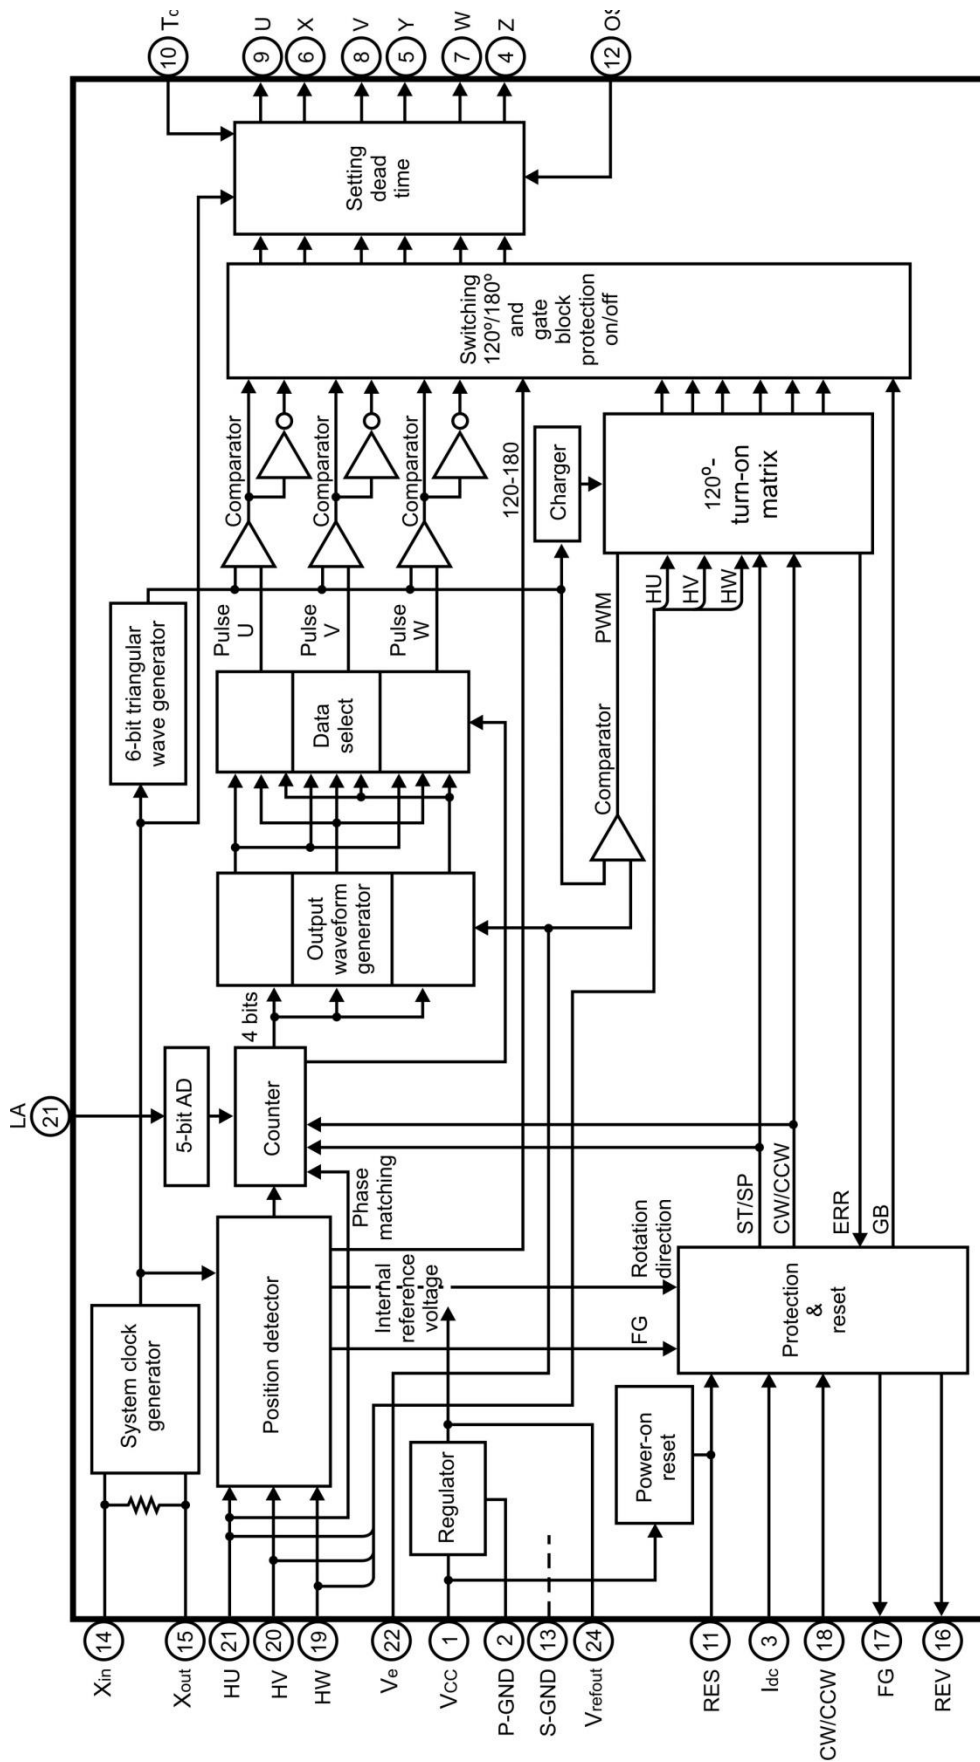 LA
21
Xin
14
Xout
15
HU
21
HV
20
HW
19
Ve
22
VCC
1
P-GND
2
S-GND
13
Vrefout
24
RES
11
Idc
3
CW/CCW
18
FG
17
REV
16
System clock
generator
Position detector
Regulator
Power-on
reset
Internal
reference
voltage
Phase
matching
FG
Rotation
direction
Protection
&
reset
5-bit AD
Counter
4 bits
ST/SP
CW/CCW
ERR
GB
Output
waveform
generator
6-bit triangular
wave generator
Data
select
Pulse
U
Pulse
V
Pulse
W
Comparator
Comparator
Comparator
Comparator
PWM
HU
HV
HW
120-180
Charger
120º-
turn-on
matrix
Switching
120º/180º
and
gate
block
protection
on/off
Setting
dead
time
10
9
U
6
X
8
V
5
Y
7
W
4
Z
12